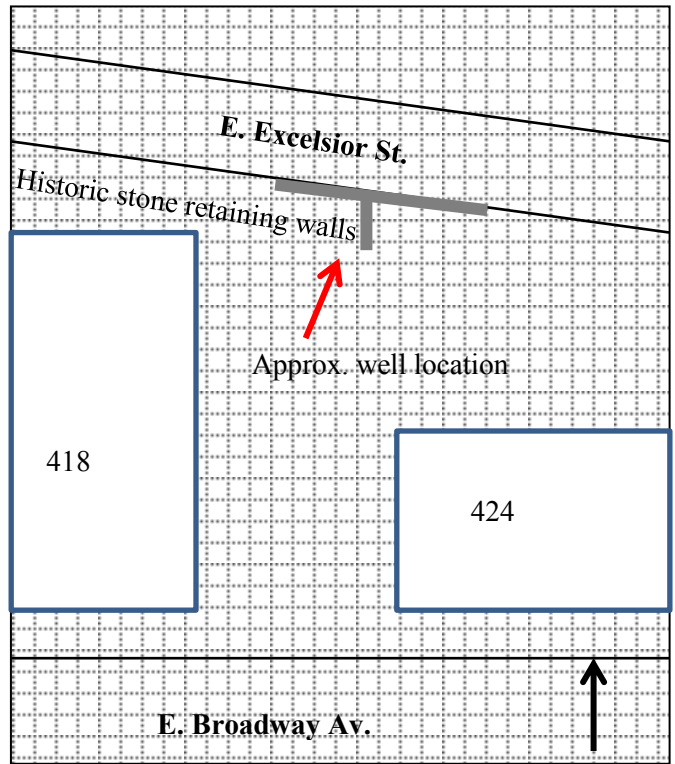 E. Excelsior St.
Historic stone retaining walls
Approx. well location
418
424
E. Broadway Av.